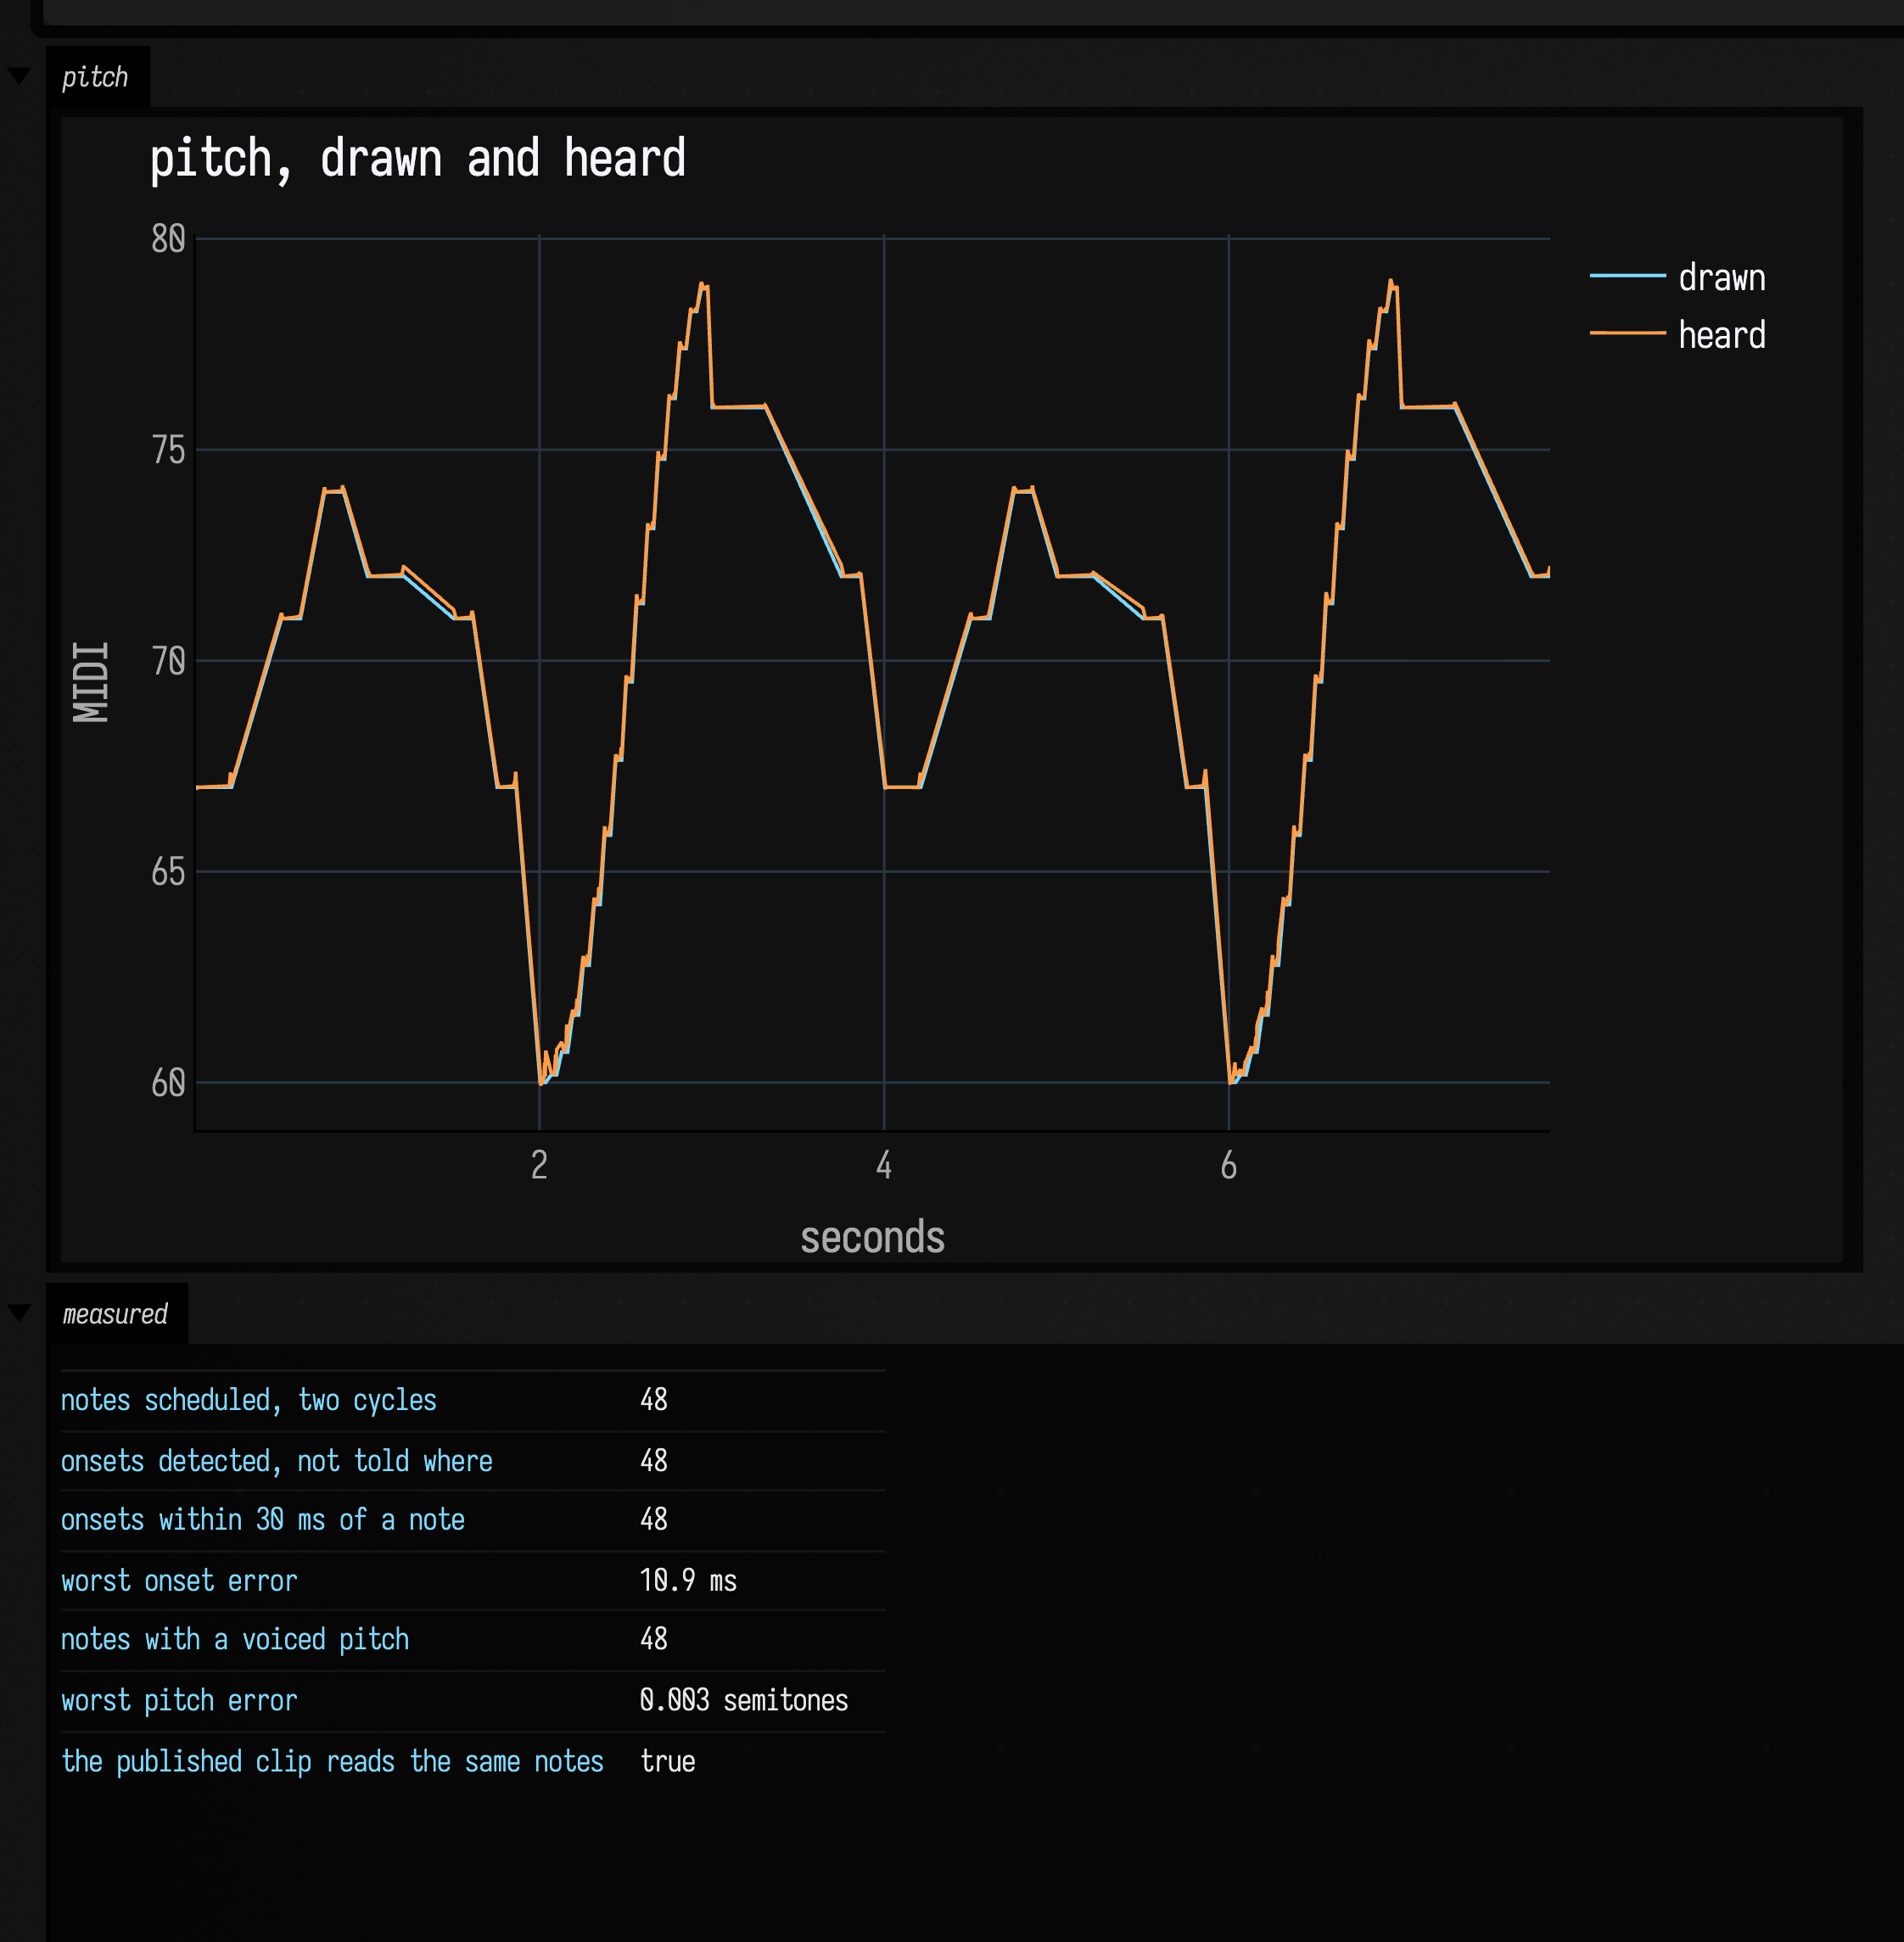 pitch
pitch, drawn and heard
80
75
70
65
60
MIDI
2
4
6
seconds
drawn
heard
measured
notes scheduled, two cycles 48
onsets detected, not told where 48
onsets within 30 ms of a note 48
worst onset error 10.9 ms
notes with a voiced pitch 48
worst pitch error 0.003 semitones
the published clip reads the same notes true